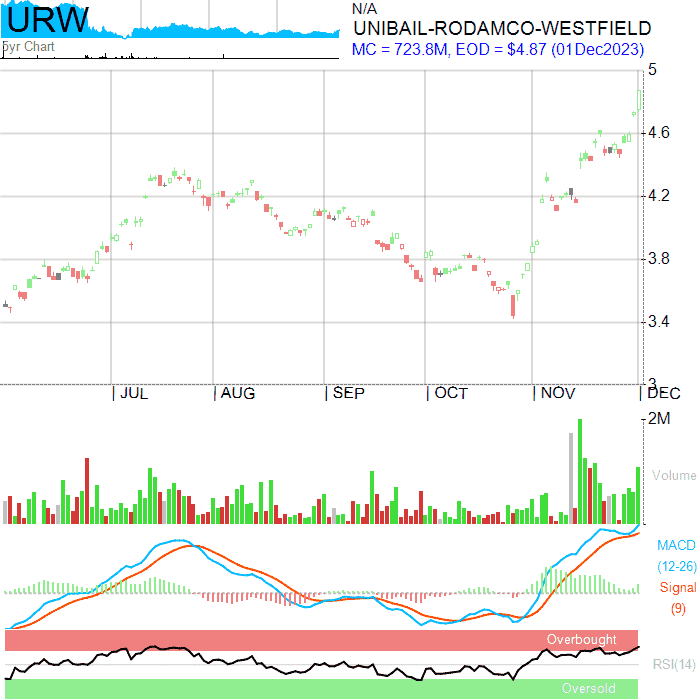 URW
5yr Chart
N/A
UNIBAIL-RODAMCO-WESTFIELD
MC = 723.8M, EOD = $4.87 (01Dec2023)
5
4.6
4.2
3.8
3.4
3
JUL
AUG
SEP
OCT
NOV
DEC
2M
Volume
MACD
(12-26)
Signal
(9)
Overbought
RSI(14)
Oversold